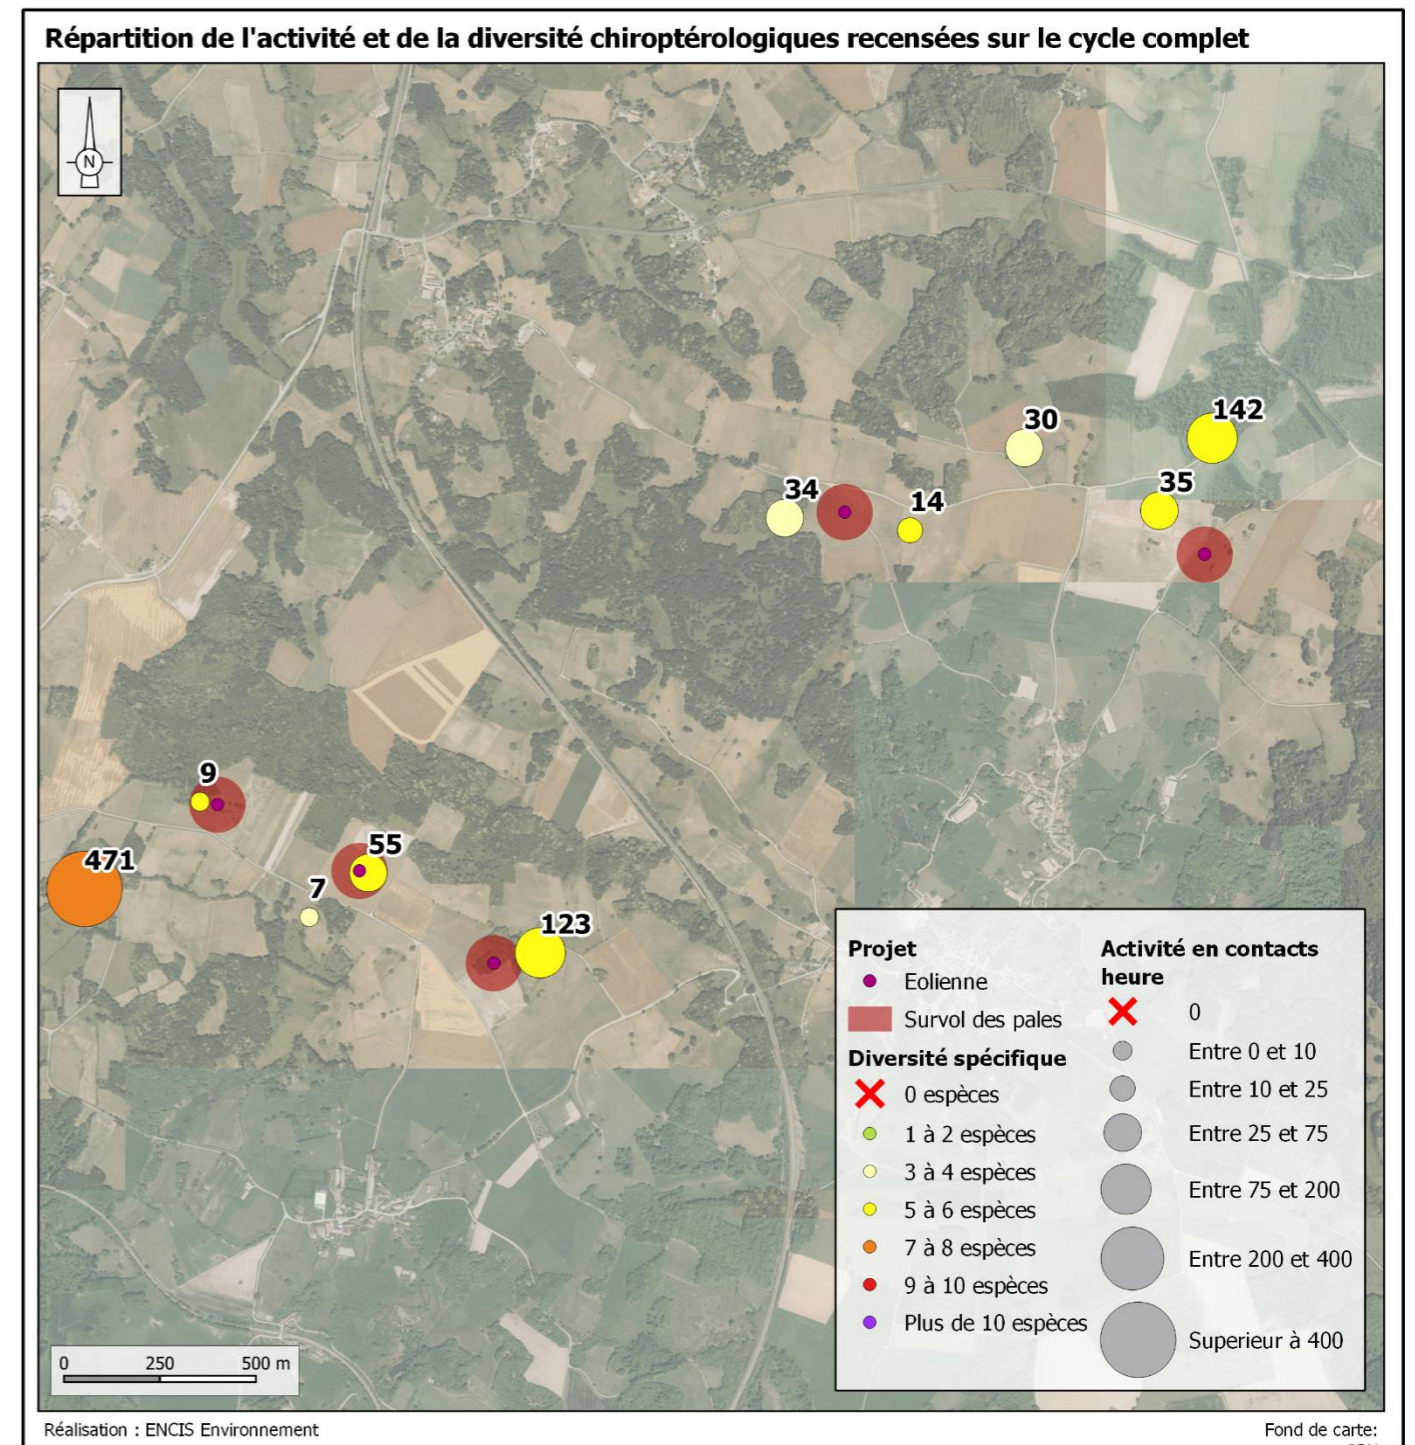 Répartition de l'activité et de la diversité chiroptérologiques recensées sur le cycle complet
N
142
30
35
34
14
9
55
471
7
123
Projet
Eolienne
Survol des pales
Diversité spécifique
0 espèces
1 à 2 espèces
3 à 4 espèces
5 à 6 espèces
7 à 8 espèces
9 à 10 espèces
Plus de 10 espèces
Activité en contacts
heure
0
Entre 0 et 10
Entre 10 et 25
Entre 25 et 75
Entre 75 et 200
Entre 200 et 400
Superieur à 400
0 250 500 m
Réalisation : ENCIS Environnement
Fond de carte: